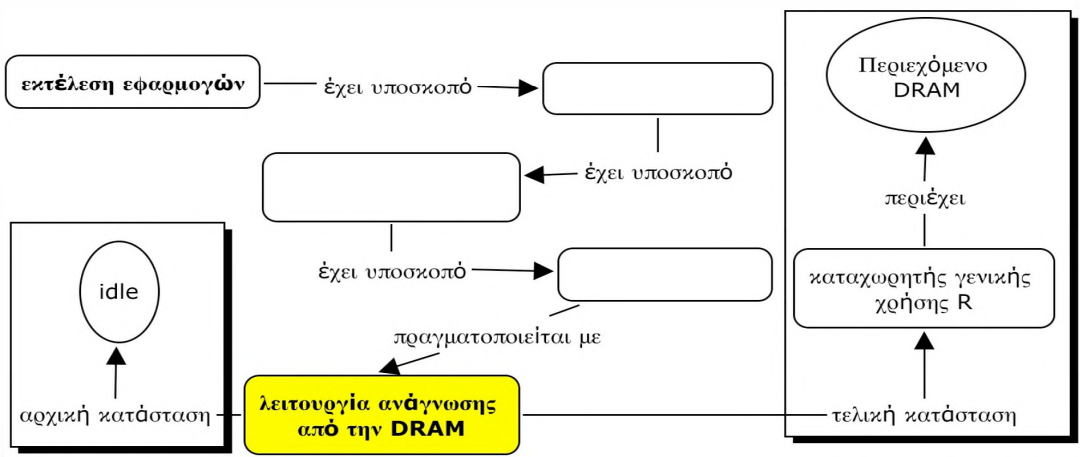 εκτέλεση εφαρμογών
έχει υποσκοπό
Περιεχόμενο
DRAM
έχει υποσκοπό
περιέχει
έχει υποσκοπό
idle
καταχωρητής γενικής
χρήσης R
πραγματοποιείται με
αρχική κατάσταση
λειτουργία ανάγνωσης
από την DRAM
τελική κατάσταση